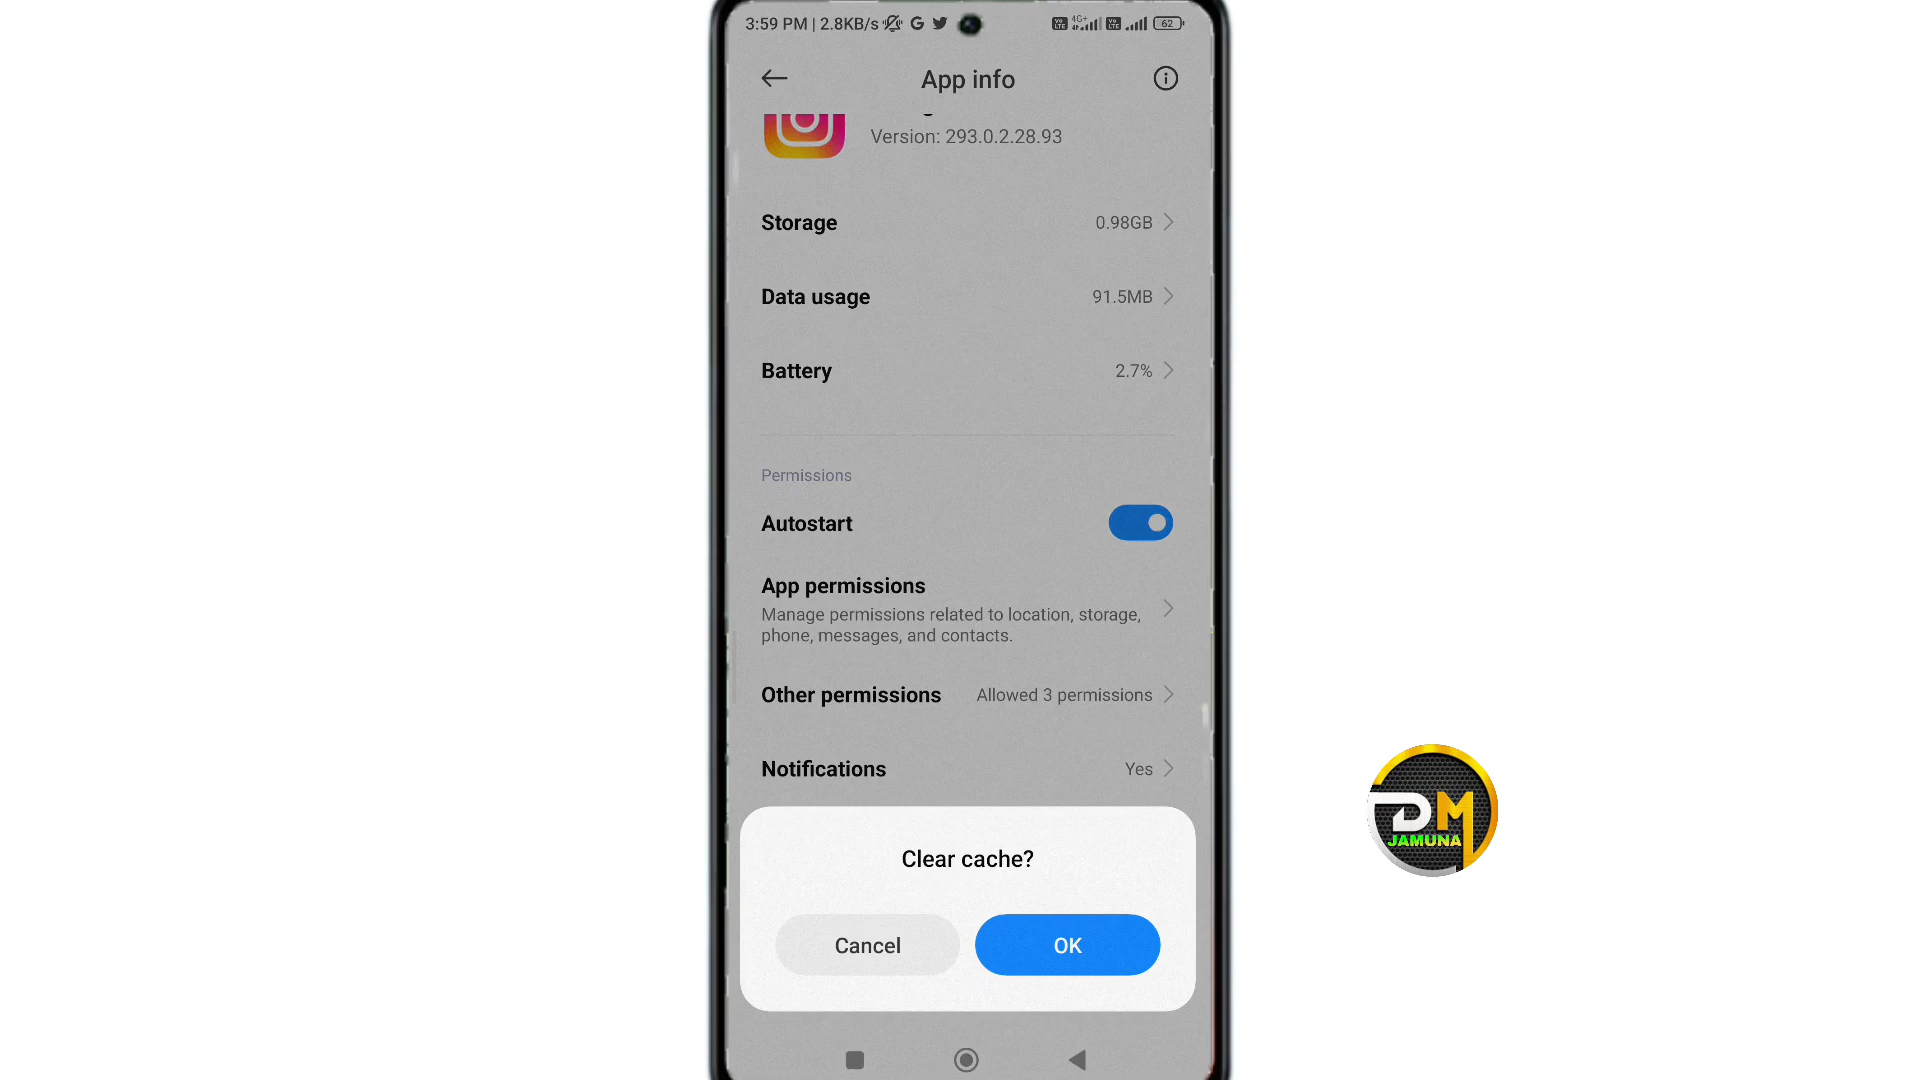 3:59 PM | 2.8KB/s
4G+
62
App info
Version: 293.0.2.28.93
Storage 0.98GB
Data usage 91.5MB
Battery 2.7%
Permissions
Autostart
App permissions
Manage permissions related to location, storage,
phone, messages, and contacts.
Other permissions Allowed 3 permissions
Notifications Yes
Clear cache?
Cancel OK
DM
JAMUNA